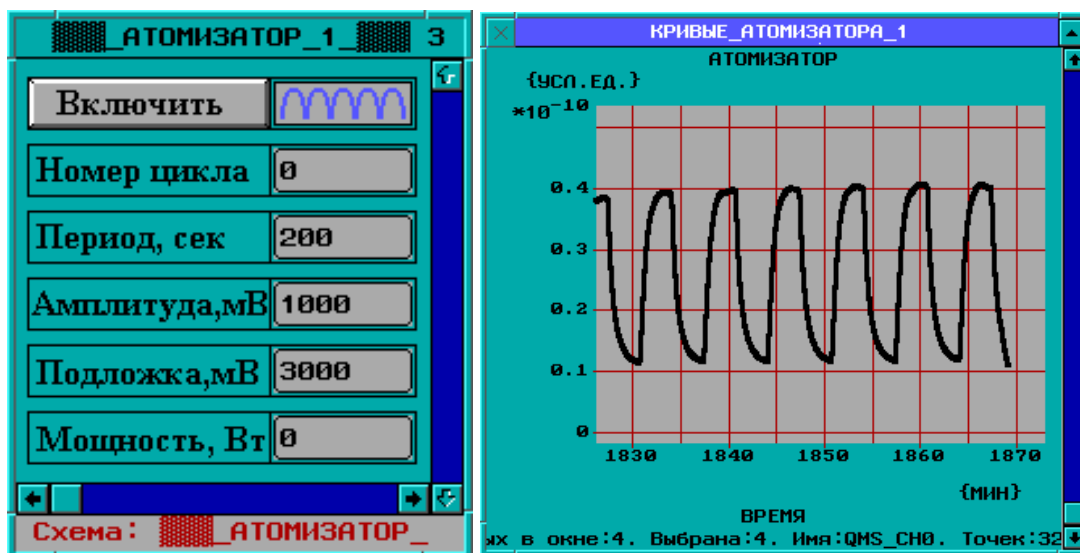 _АТОМИЗАТОР_1_ 3
Включить
Номер цикла 0
Период, сек 200
Амплитуда,мВ 1000
Подложка,мВ 3000
Мощность, Вт 0
Схема: _АТОМИЗАТОР_
КРИВЫЕ_АТОМИЗАТОРА_1
АТОМИЗАТОР
{УСЛ.ЕД.}
*10-10
0.4
0.3
0.2
0.1
0
1830 1840 1850 1860 1870
{МИН}
ВРЕМЯ
ых в окне:4. Выбрана:4. Имя:QMS_CH0. Точек:32